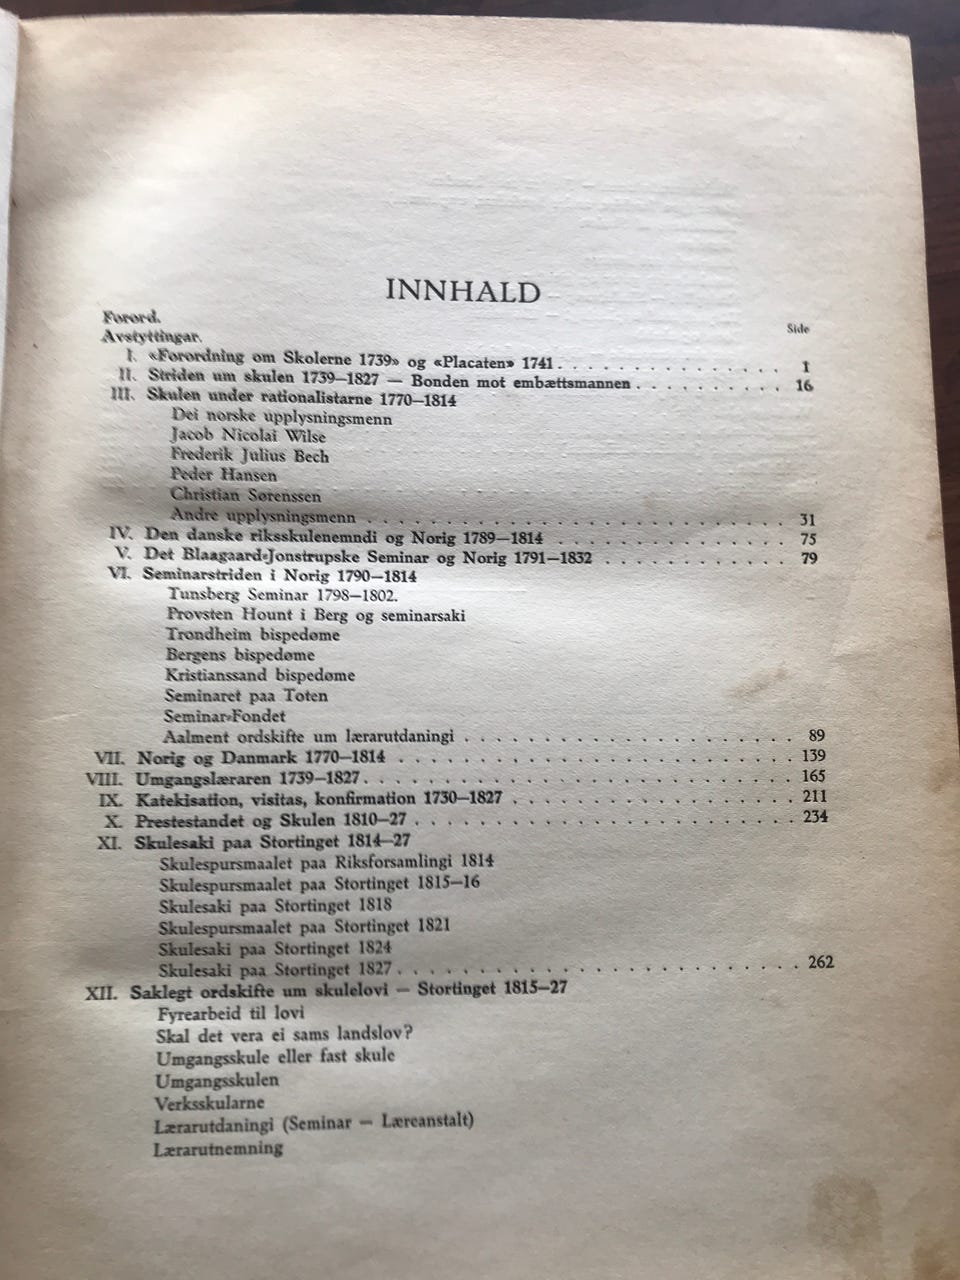 INNHALD
Forord.
Side
Avstyttingar.
I. «Forordning om Skolerne 1739» og «Placaten» 1741 . . . . . . . . . . . . 1
II. Striden um skulen 1739—1827 — Bonden mot embættsmannen . . . . . . . . 16
III. Skulen under rationalistarne 1770—1814
Dei norske upplysningsmenn
Jacob Nicolai Wilse
Frederik Julius Bech
Peder Hansen
Christian Sørenssen
Andre upplysningsmenn . . . . . . . . . . . . . . . . . . . . . 31
IV. Den danske riksskulenemndi og Norig 1789—1814 . . . . . . . . . . . . 75
V. Det Blaagaard-Jonstrupske Seminar og Norig 1791—1832 . . . . . . . . . . 79
VI. Seminarstriden i Norig 1790—1814
Tunsberg Seminar 1798—1802.
Provsten Hount i Berg og seminarsaki
Trondheim bispedøme
Bergens bispedøme
Kristianssand bispedøme
Seminaret paa Toten
Seminar-Fondet
Aalment ordskifte um lærarutdaningi . . . . . . . . . . . . . . . . . 89
VII. Norig og Danmark 1770—1814 . . . . . . . . . . . . . . . . . . . . 139
VIII. Umgangslæraren 1739—1827 . . . . . . . . . . . . . . . . . . . . . . 165
IX. Katekisation, visitas, konfirmation 1730—1827 . . . . . . . . . . . . . . 211
X. Prestestandet og Skulen 1810—27 . . . . . . . . . . . . . . . . . . . 234
XI. Skulesaki paa Stortinget 1814—27
Skulespursmaalet paa Riksforsamlingi 1814
Skulespursmaalet paa Stortinget 1815—16
Skulesaki paa Stortinget 1818
Skulespursmaalet paa Stortinget 1821
Skulesaki paa Stortinget 1824
Skulesaki paa Stortinget 1827 . . . . . . . . . . . . . . . . . . . . 262
XII. Saklegt ordskifte um skulelovi — Stortinget 1815—27
Fyrearbeid til lovi
Skal det vera ei sams landslov?
Umgangsskule eller fast skule
Umgangsskulen
Verksskularne
Lærarutdaningi (Seminar — Læreanstalt)
Lærarutnemning